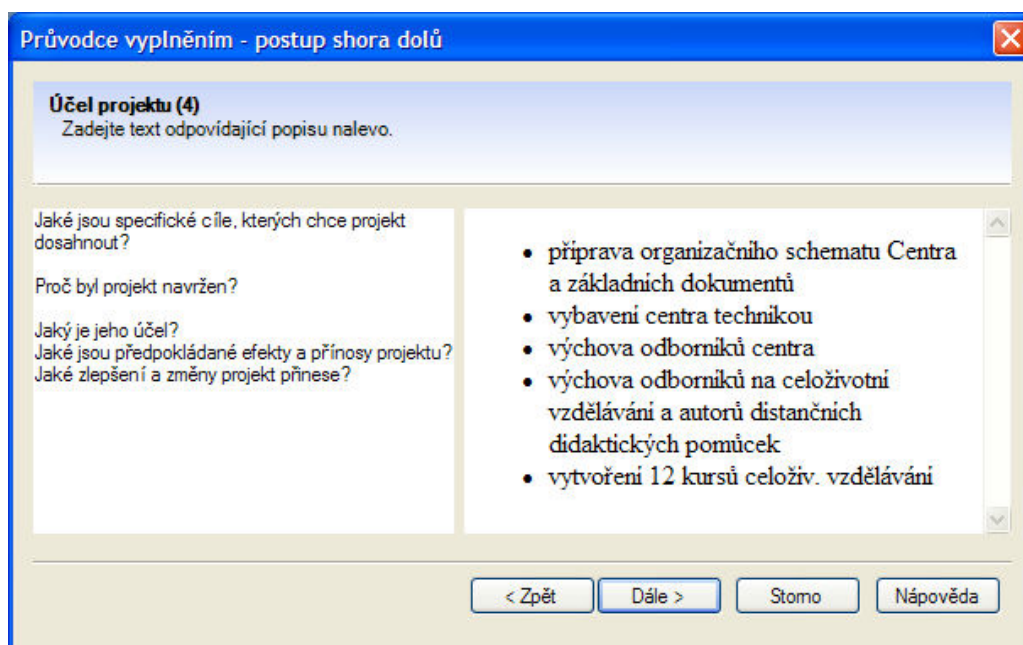 Průvodce vyplněním - postup shora dolů
Účel projektu (4)
Zadejte text odpovídající popisu nalevo.
Jaké jsou specifické cíle, kterých chce projekt
dosáhnout?
Proč byl projekt navržen?
Jaký je jeho účel?
Jaké jsou předpokládané efekty a přínosy projektu?
Jaké zlepšení a změny projekt přinese?
• příprava organizačního schematu Centra
a základních dokumentů
• vybavení centra technikou
• výchova odborníků centra
• výchova odborníků na celoživotní
vzdělávání a autorů distančních
didaktických pomůcek
• vytvoření 12 kursů celoživ. vzdělávání
< Zpět
Dále >
Storno
Nápověda